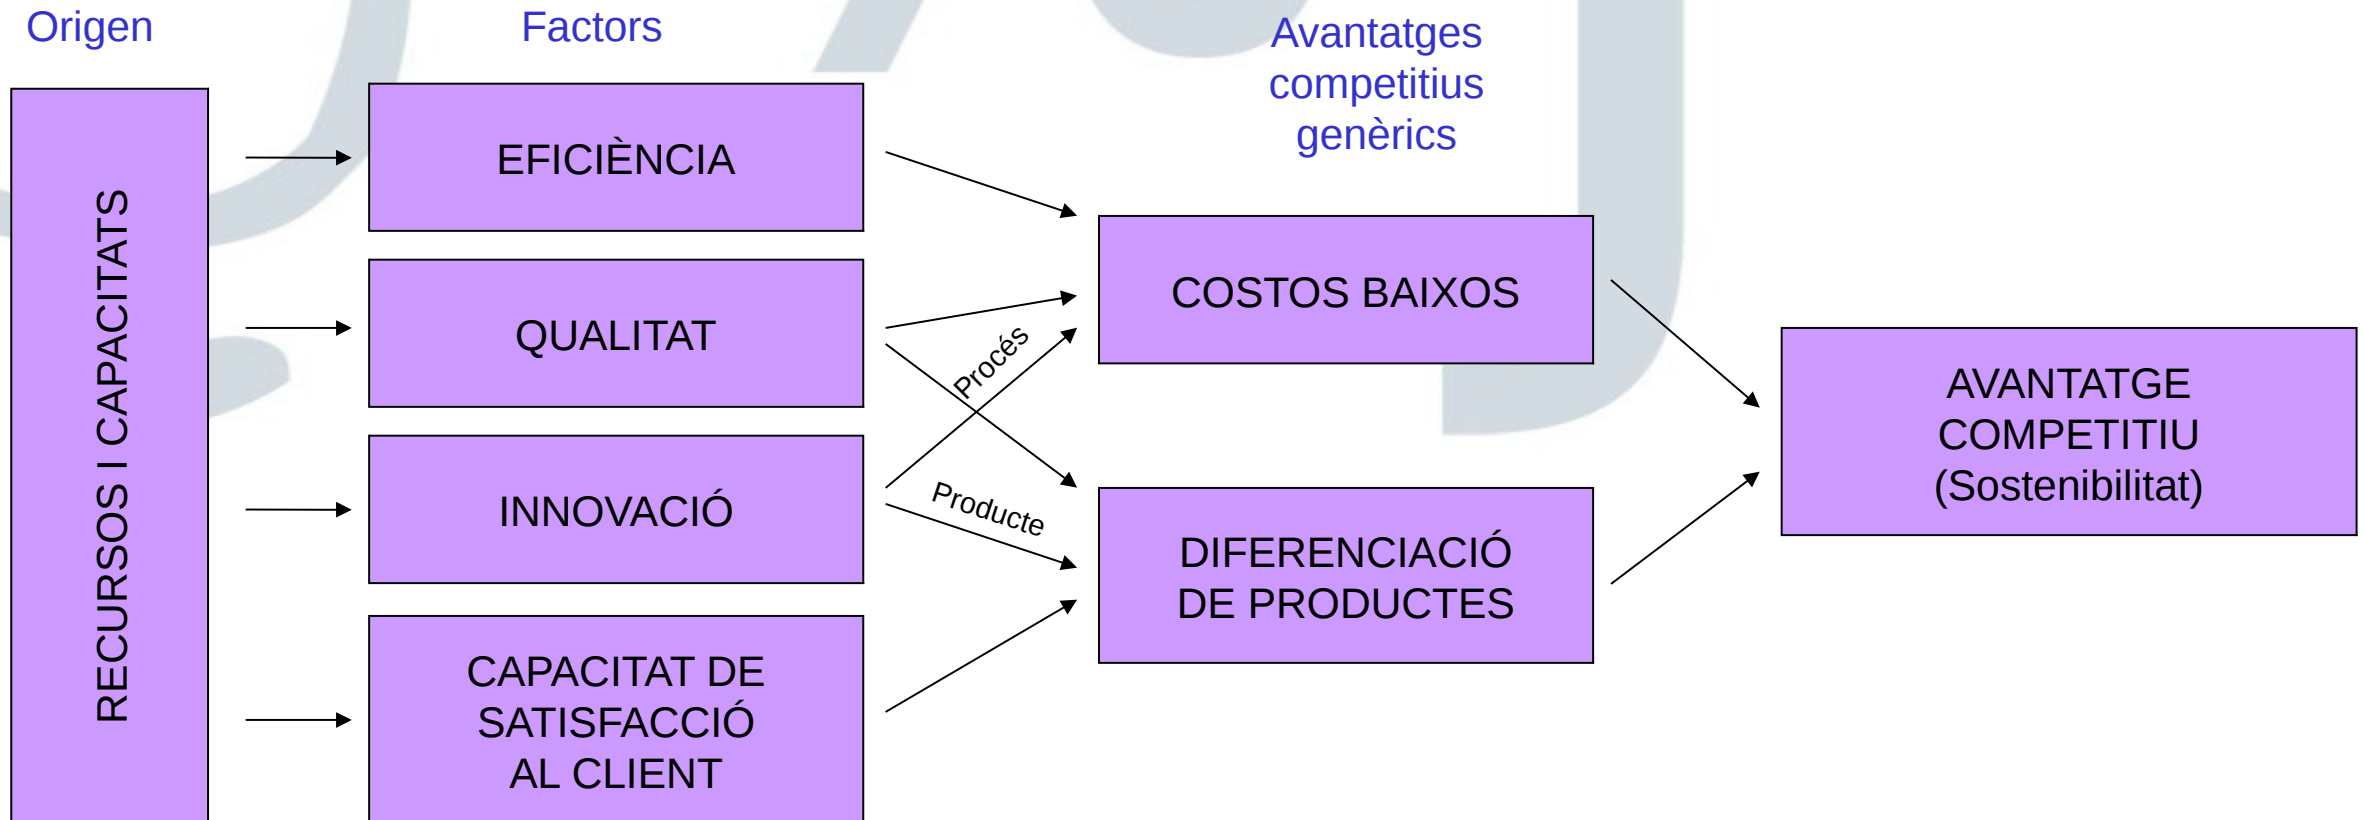 Origen
Factors
Avantatges
competitius
genèrics
RECURSOS I CAPACITATS
EFICIÈNCIA
QUALITAT
INNOVACIÓ
CAPACITAT DE
SATISFACCIÓ
AL CLIENT
Procés
Producte
COSTOS BAIXOS
DIFERENCIACIÓ
DE PRODUCTES
AVANTATGE
COMPETITIU
(Sostenibilitat)